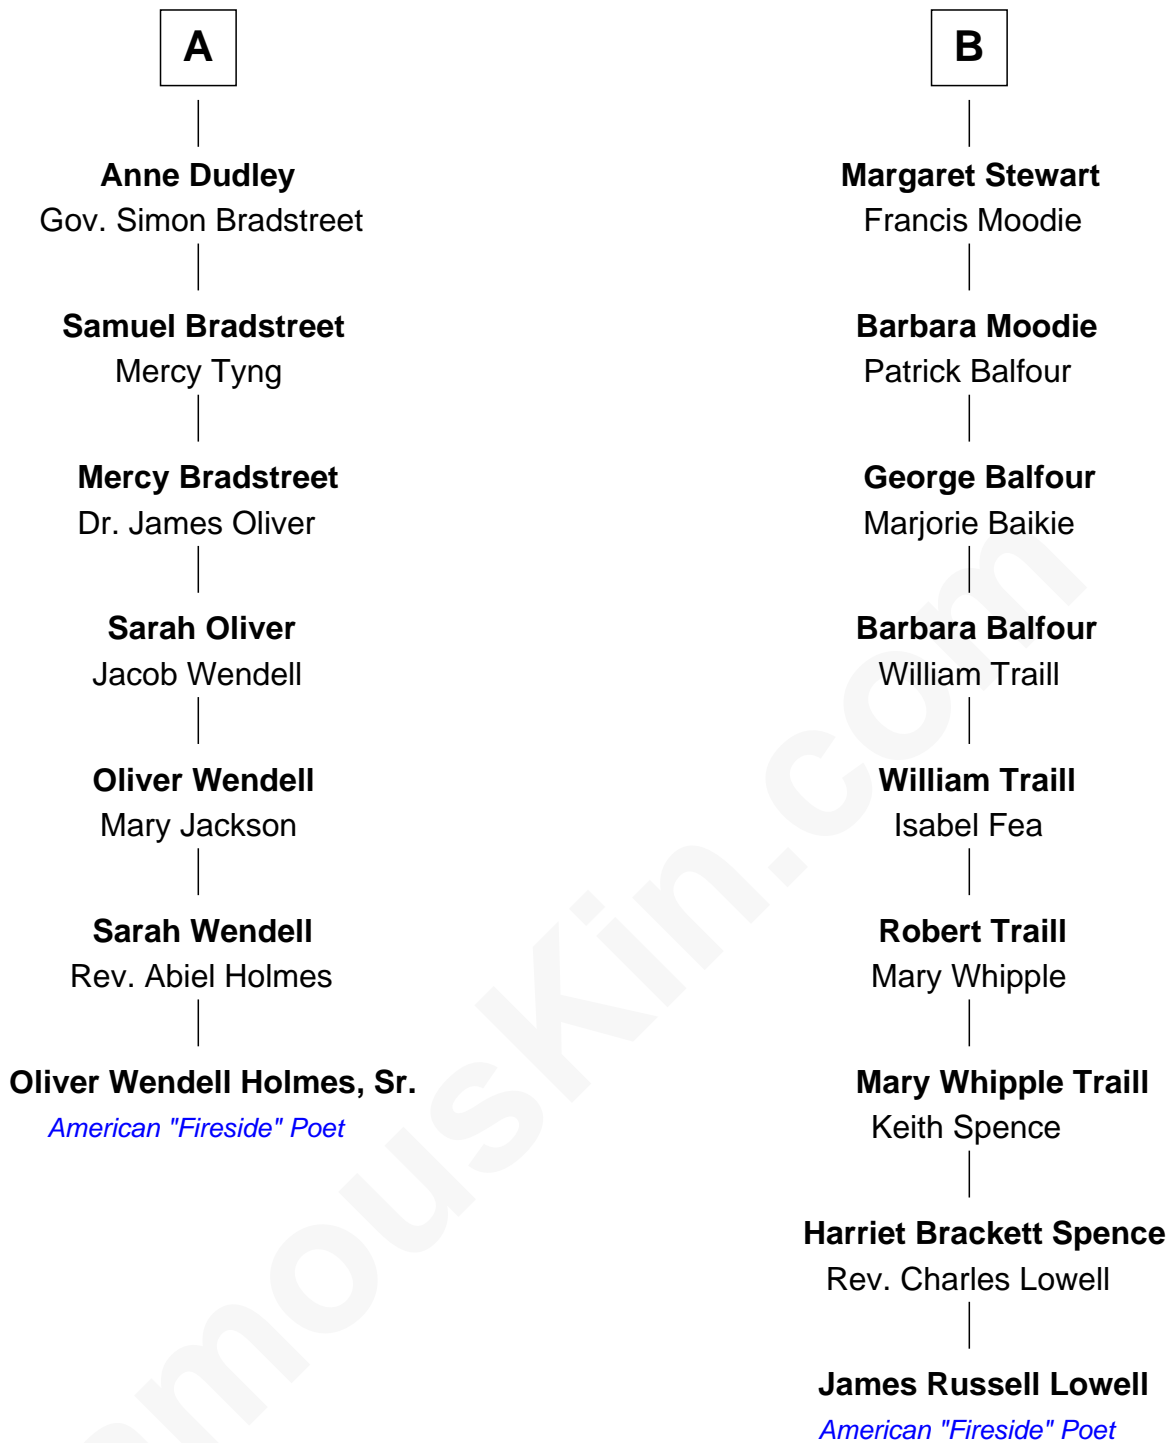 A
Anne Dudley
Gov. Simon Bradstreet
Samuel Bradstreet
Mercy Tyng
Mercy Bradstreet
Dr. James Oliver
Sarah Oliver
Jacob Wendell
Oliver Wendell
Mary Jackson
Sarah Wendell
Rev. Abiel Holmes
Oliver Wendell Holmes, Sr.
American "Fireside" Poet
B
Margaret Stewart
Francis Moodie
Barbara Moodie
Patrick Balfour
George Balfour
Marjorie Baikie
Barbara Balfour
William Traill
William Traill
Isabel Fea
Robert Traill
Mary Whipple
Mary Whipple Traill
Keith Spence
Harriet Brackett Spence
Rev. Charles Lowell
James Russell Lowell
American "Fireside" Poet
amouskin.com